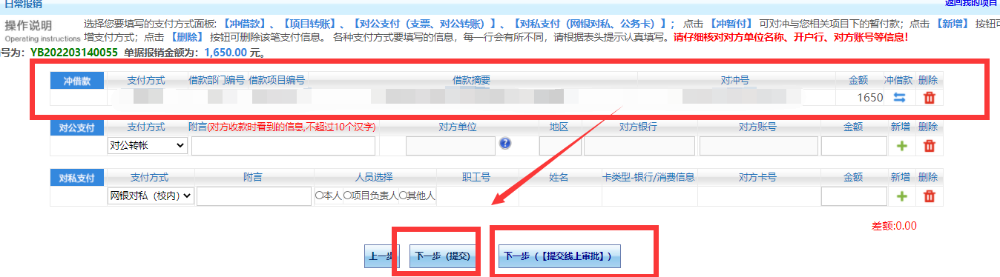 日常报销
返回我的项目
操作说明
Operating instructions
选择您要填写的支付方式面板:【冲借款】、【项目转账】、【对公支付（支票、对公转账）】、【对私支付（网银对私、公务卡）】； 点击 【冲暂付】 可对冲与您相关项目下的暂付款；点击 【新增】 按钮可
增支付方式；点击 【删除】 按钮可删除该笔支付信息。 各种支付方式要填写的信息，每一行会有所不同，请根据表头提示认真填写。请仔细核对对方单位名称、开户行、对方账号等信息！
编号为: YB202203140055 单据报销金额为: 1,650.00 元。
冲借款 支付方式 借款部门编号 借款项目编号 借款摘要 对冲号 金额 冲借款 删除
1650
对公支付 支付方式 附言(对方收款时看到的信息,不超过10个汉字) 对方单位 地区 对方银行 对方账号 金额 新增 删除
对公转帐
对私支付 支付方式 附言 人员选择 职工号 姓名 卡类型-银行/消费信息 对方卡号 金额 新增 删除
网银对私（校内) 本人 项目负责人 其他人
差额:0.00
上一步 下一步（提交) 下一步（【提交线上审批】)